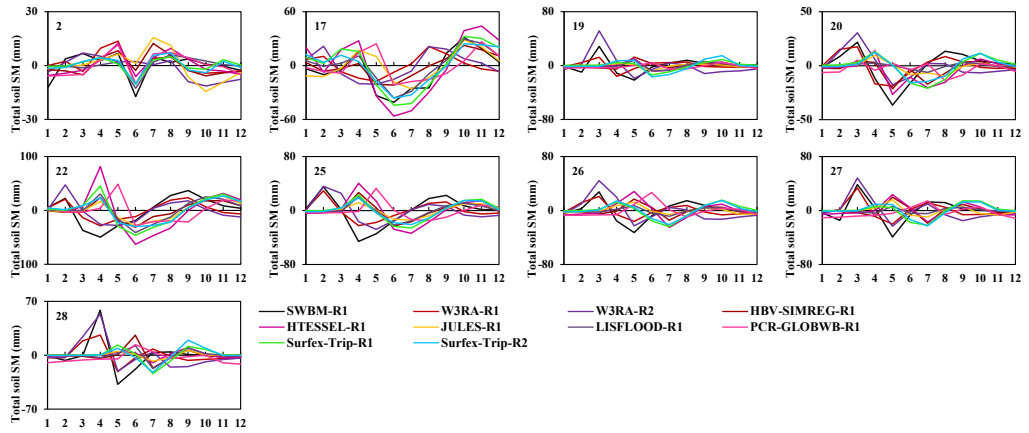 2
17
19
20
Total soil SM (mm)
30
0
-30
1 2 3 4 5 6 7 8 9 10 11 12
Total soil SM (mm)
60
0
-60
1 2 3 4 5 6 7 8 9 10 11 12
Total soil SM (mm)
80
0
-80
1 2 3 4 5 6 7 8 9 10 11 12
Total soil SM (mm)
50
0
-50
1 2 3 4 5 6 7 8 9 10 11 12
22
25
26
27
Total soil SM (mm)
100
0
100
1 2 3 4 5 6 7 8 9 10 11 12
Total soil SM (mm)
80
0
-80
1 2 3 4 5 6 7 8 9 10 11 12
Total soil SM (mm)
80
0
-80
1 2 3 4 5 6 7 8 9 10 11 12
Total soil SM (mm)
80
0
-80
1 2 3 4 5 6 7 8 9 10 11 12
28
Total soil SM (mm)
70
0
-70
1 2 3 4 5 6 7 8 9 10 11 12
SWBM-R1 W3RA-R1 W3RA-R2 HBV-SIMREG-R1
HTESSEL-R1 JULES-R1 LISFLOOD-R1 PCR-GLOBWB-R1
Surfex-Trip-R1 Surfex-Trip-R2